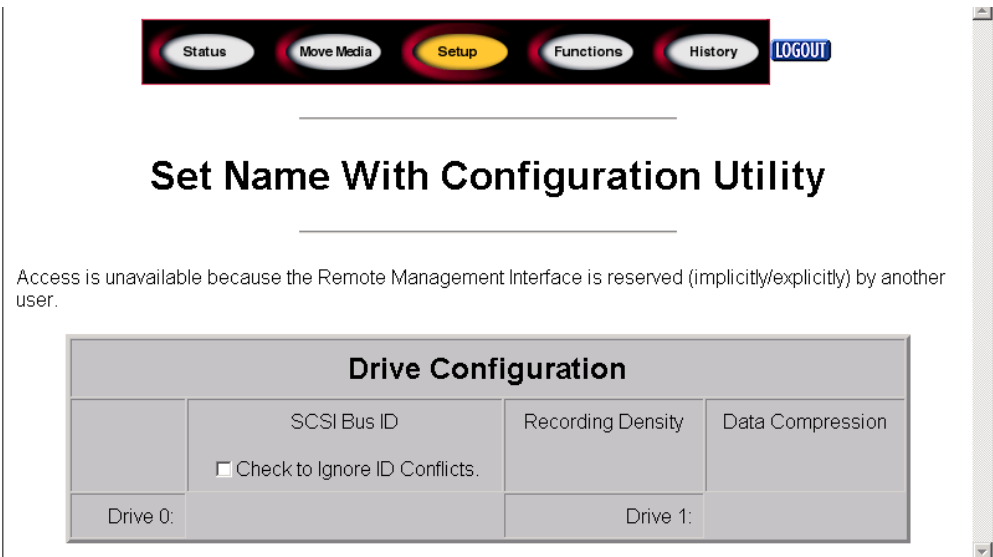 Status Move Media Setup Functions History LOGOUT
Set Name With Configuration Utility
Access is unavailable because the Remote Management Interface is reserved (implicitly/explicitly) by another
user.
Drive Configuration
SCSI Bus ID Recording Density Data Compression
Check to Ignore ID Conflicts.
Drive 0: Drive 1: